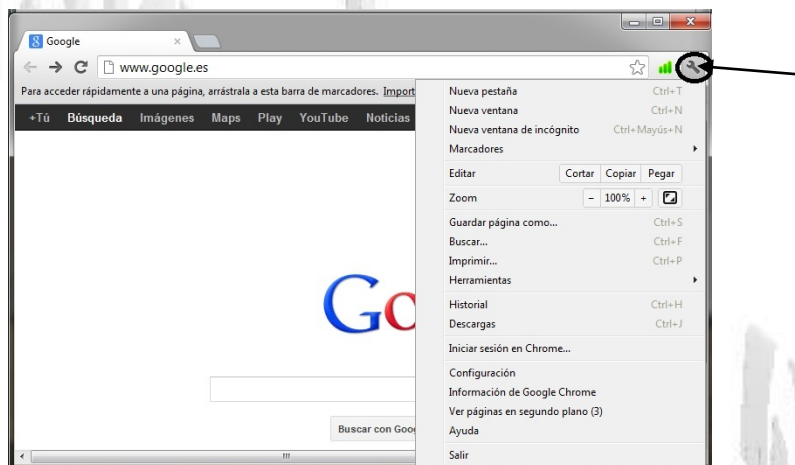 Google
www.google.es
Para acceder rápidamente a una página, arrástrala a esta barra de marcadores. Import
+Tú Búsqueda Imágenes Maps Play YouTube Noticias
Nueva pestaña Ctrl+T
Nueva ventana Ctrl+N
Nueva ventana de incógnito Ctrl+Mayús+N
Marcadores
Editar Cortar Copiar Pegar
Zoom - 100% +
Guardar página como... Ctrl+S
Buscar... Ctrl+F
Imprimir... Ctrl+P
Herramientas
Historial Ctrl+H
Descargas Ctrl+J
Iniciar sesión en Chrome...
Configuración
Información de Google Chrome
Ver páginas en segundo plano (3)
Ayuda
Salir
Go
Buscar con Goo